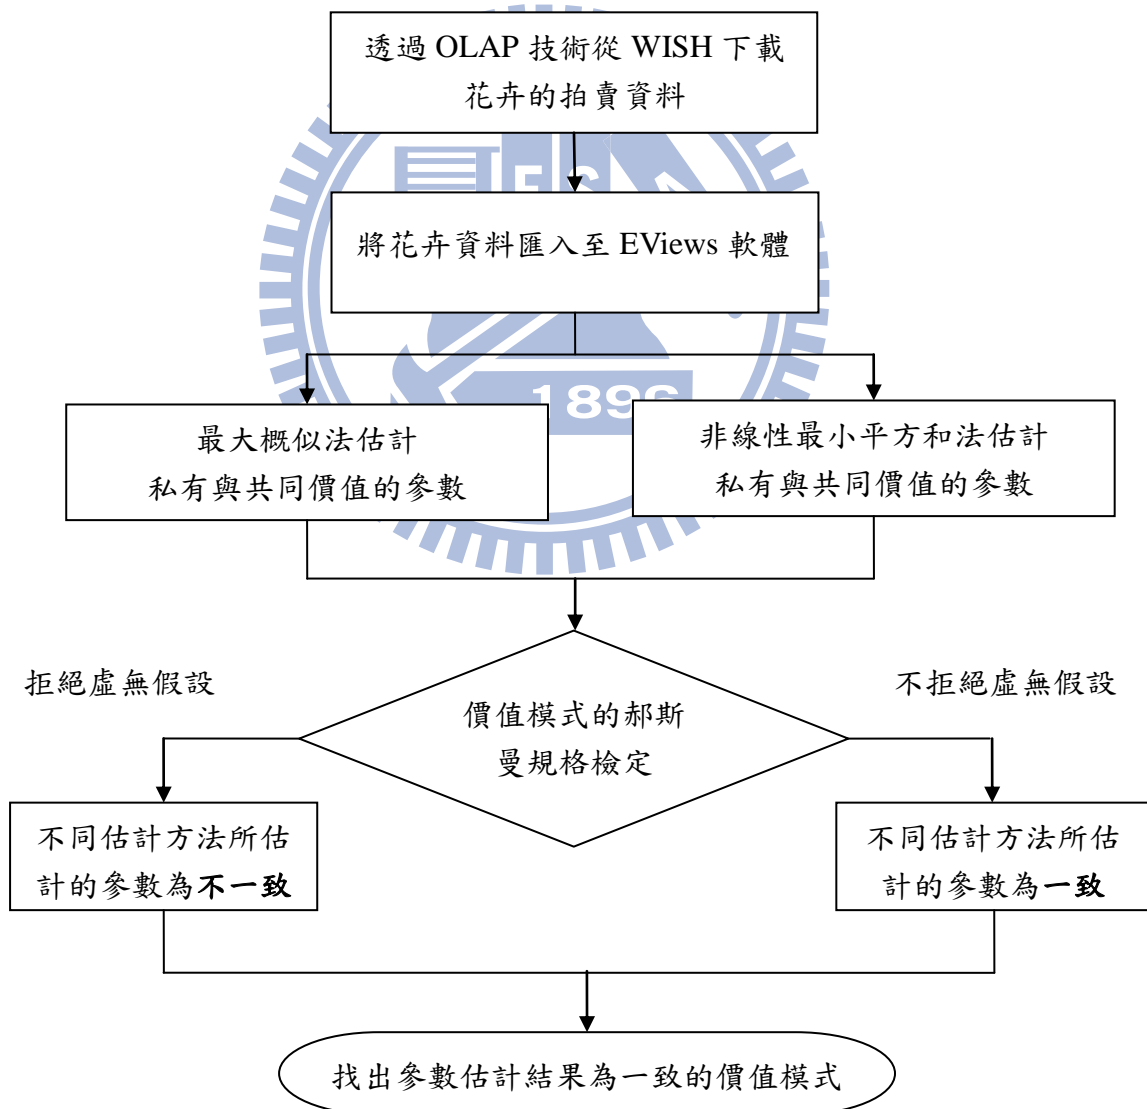 透過 OLAP 技術從 WISH 下載
花卉的拍賣資料
ESA
將花卉資料匯入至 EViews 軟體
1896
最大概似法估計
私有與共同價值的參數
非線性最小平方和法估計
私有與共同價值的參數
拒絕虛無假設
不拒絕虛無假設
價值模式的郝斯
曼規格檢定
不同估計方法所估
計的參數為不一致
不同估計方法所估
計的參數為一致
找出參數估計結果為一致的價值模式